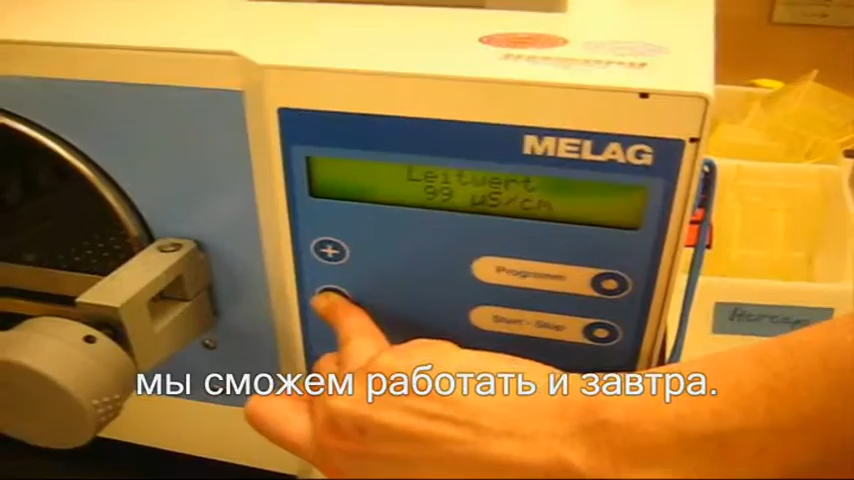 MELAG
Leitwert
99 µS/cm
+
Programm
Start - Stop
мы сможем работать и завтра.